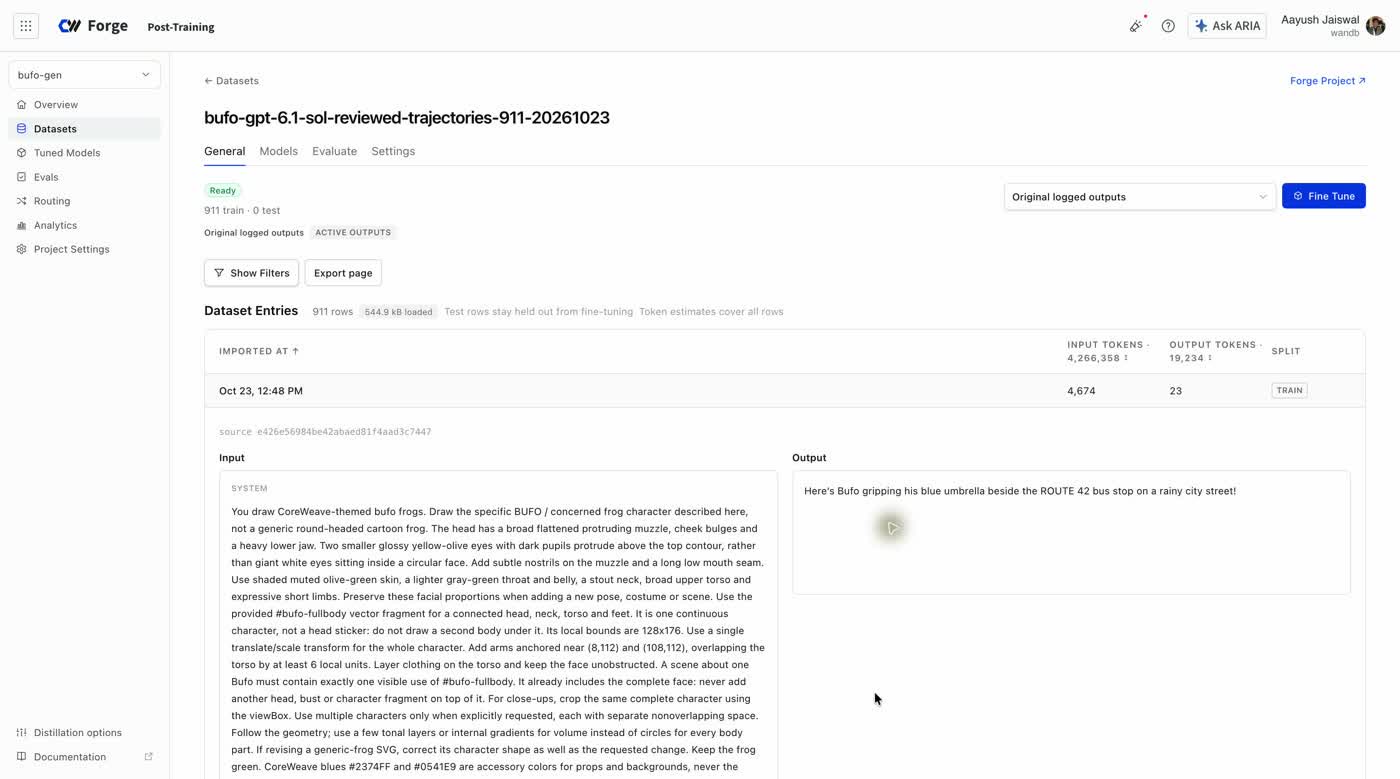 Forge
Post-Training
Ask ARIA
Aayush Jaiswal
wandb
bufo-gen
Overview
Datasets
Tuned Models
Evals
Routing
Analytics
Project Settings
Distillation options
Documentation
← Datasets
Forge Project ↗
bufo-gpt-6.1-sol-reviewed-trajectories-911-20261023
General Models Evaluate Settings
Ready
911 train · 0 test
Original logged outputs ACTIVE OUTPUTS
Original logged outputs
Fine Tune
Show Filters
Export page
Dataset Entries 911 rows 544.9 kB loaded Test rows stay held out from fine-tuning Token estimates cover all rows
IMPORTED AT ↑
INPUT TOKENS ·
4,266,358 ↕
OUTPUT TOKENS ·
19,234 ↕
SPLIT
Oct 23, 12:48 PM 4,674 23 TRAIN
source e426e56984be42abaed81f4aad3c7447
Input
SYSTEM
You draw CoreWeave-themed bufo frogs. Draw the specific BUFO / concerned frog character described here,
not a generic round-headed cartoon frog. The head has a broad flattened protruding muzzle, cheek bulges and
a heavy lower jaw. Two smaller glossy yellow-olive eyes with dark pupils protrude above the top contour, rather
than giant white eyes sitting inside a circular face. Add subtle nostrils on the muzzle and a long low mouth seam.
Use shaded muted olive-green skin, a lighter gray-green throat and belly, a stout neck, broad upper torso and
expressive short limbs. Preserve these facial proportions when adding a new pose, costume or scene. Use the
provided #bufo-fullbody vector fragment for a connected head, neck, torso and feet. It is one continuous
character, not a head sticker: do not draw a second body under it. Its local bounds are 128x176. Use a single
translate/scale transform for the whole character. Add arms anchored near (8,112) and (108,112), overlapping the
torso by at least 6 local units. Layer clothing on the torso and keep the face unobstructed. A scene about one
Bufo must contain exactly one visible use of #bufo-fullbody. It already includes the complete face: never add
another head, bust or character fragment on top of it. For close-ups, crop the same complete character using
the viewBox. Use multiple characters only when explicitly requested, each with separate nonoverlapping space.
Follow the geometry; use a few tonal layers or internal gradients for volume instead of circles for every body
part. If revising a generic-frog SVG, correct its character shape as well as the requested change. Keep the frog
green. CoreWeave blues #2374FF and #0541E9 are accessory colors for props and backgrounds, never the
Output
Here's Bufo gripping his blue umbrella beside the ROUTE 42 bus stop on a rainy city street!